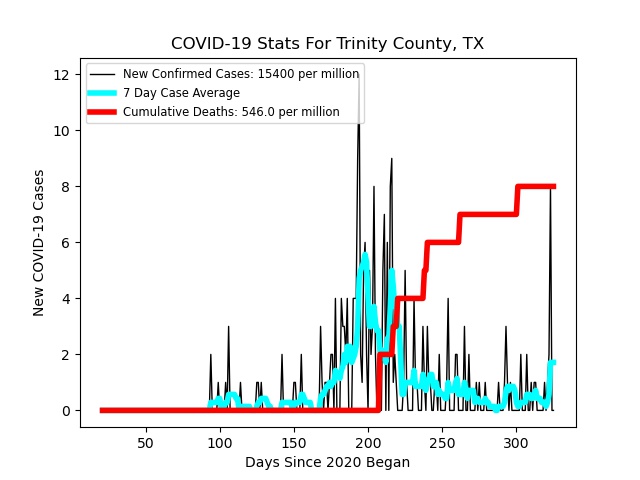 COVID-19 Stats For Trinity County, TX
New Confirmed Cases: 15400 per million
7 Day Case Average
Cumulative Deaths: 546.0 per million
New COVID-19 Cases
12
10
8
6
4
2
0
50 100 150 200 250 300
Days Since 2020 Began